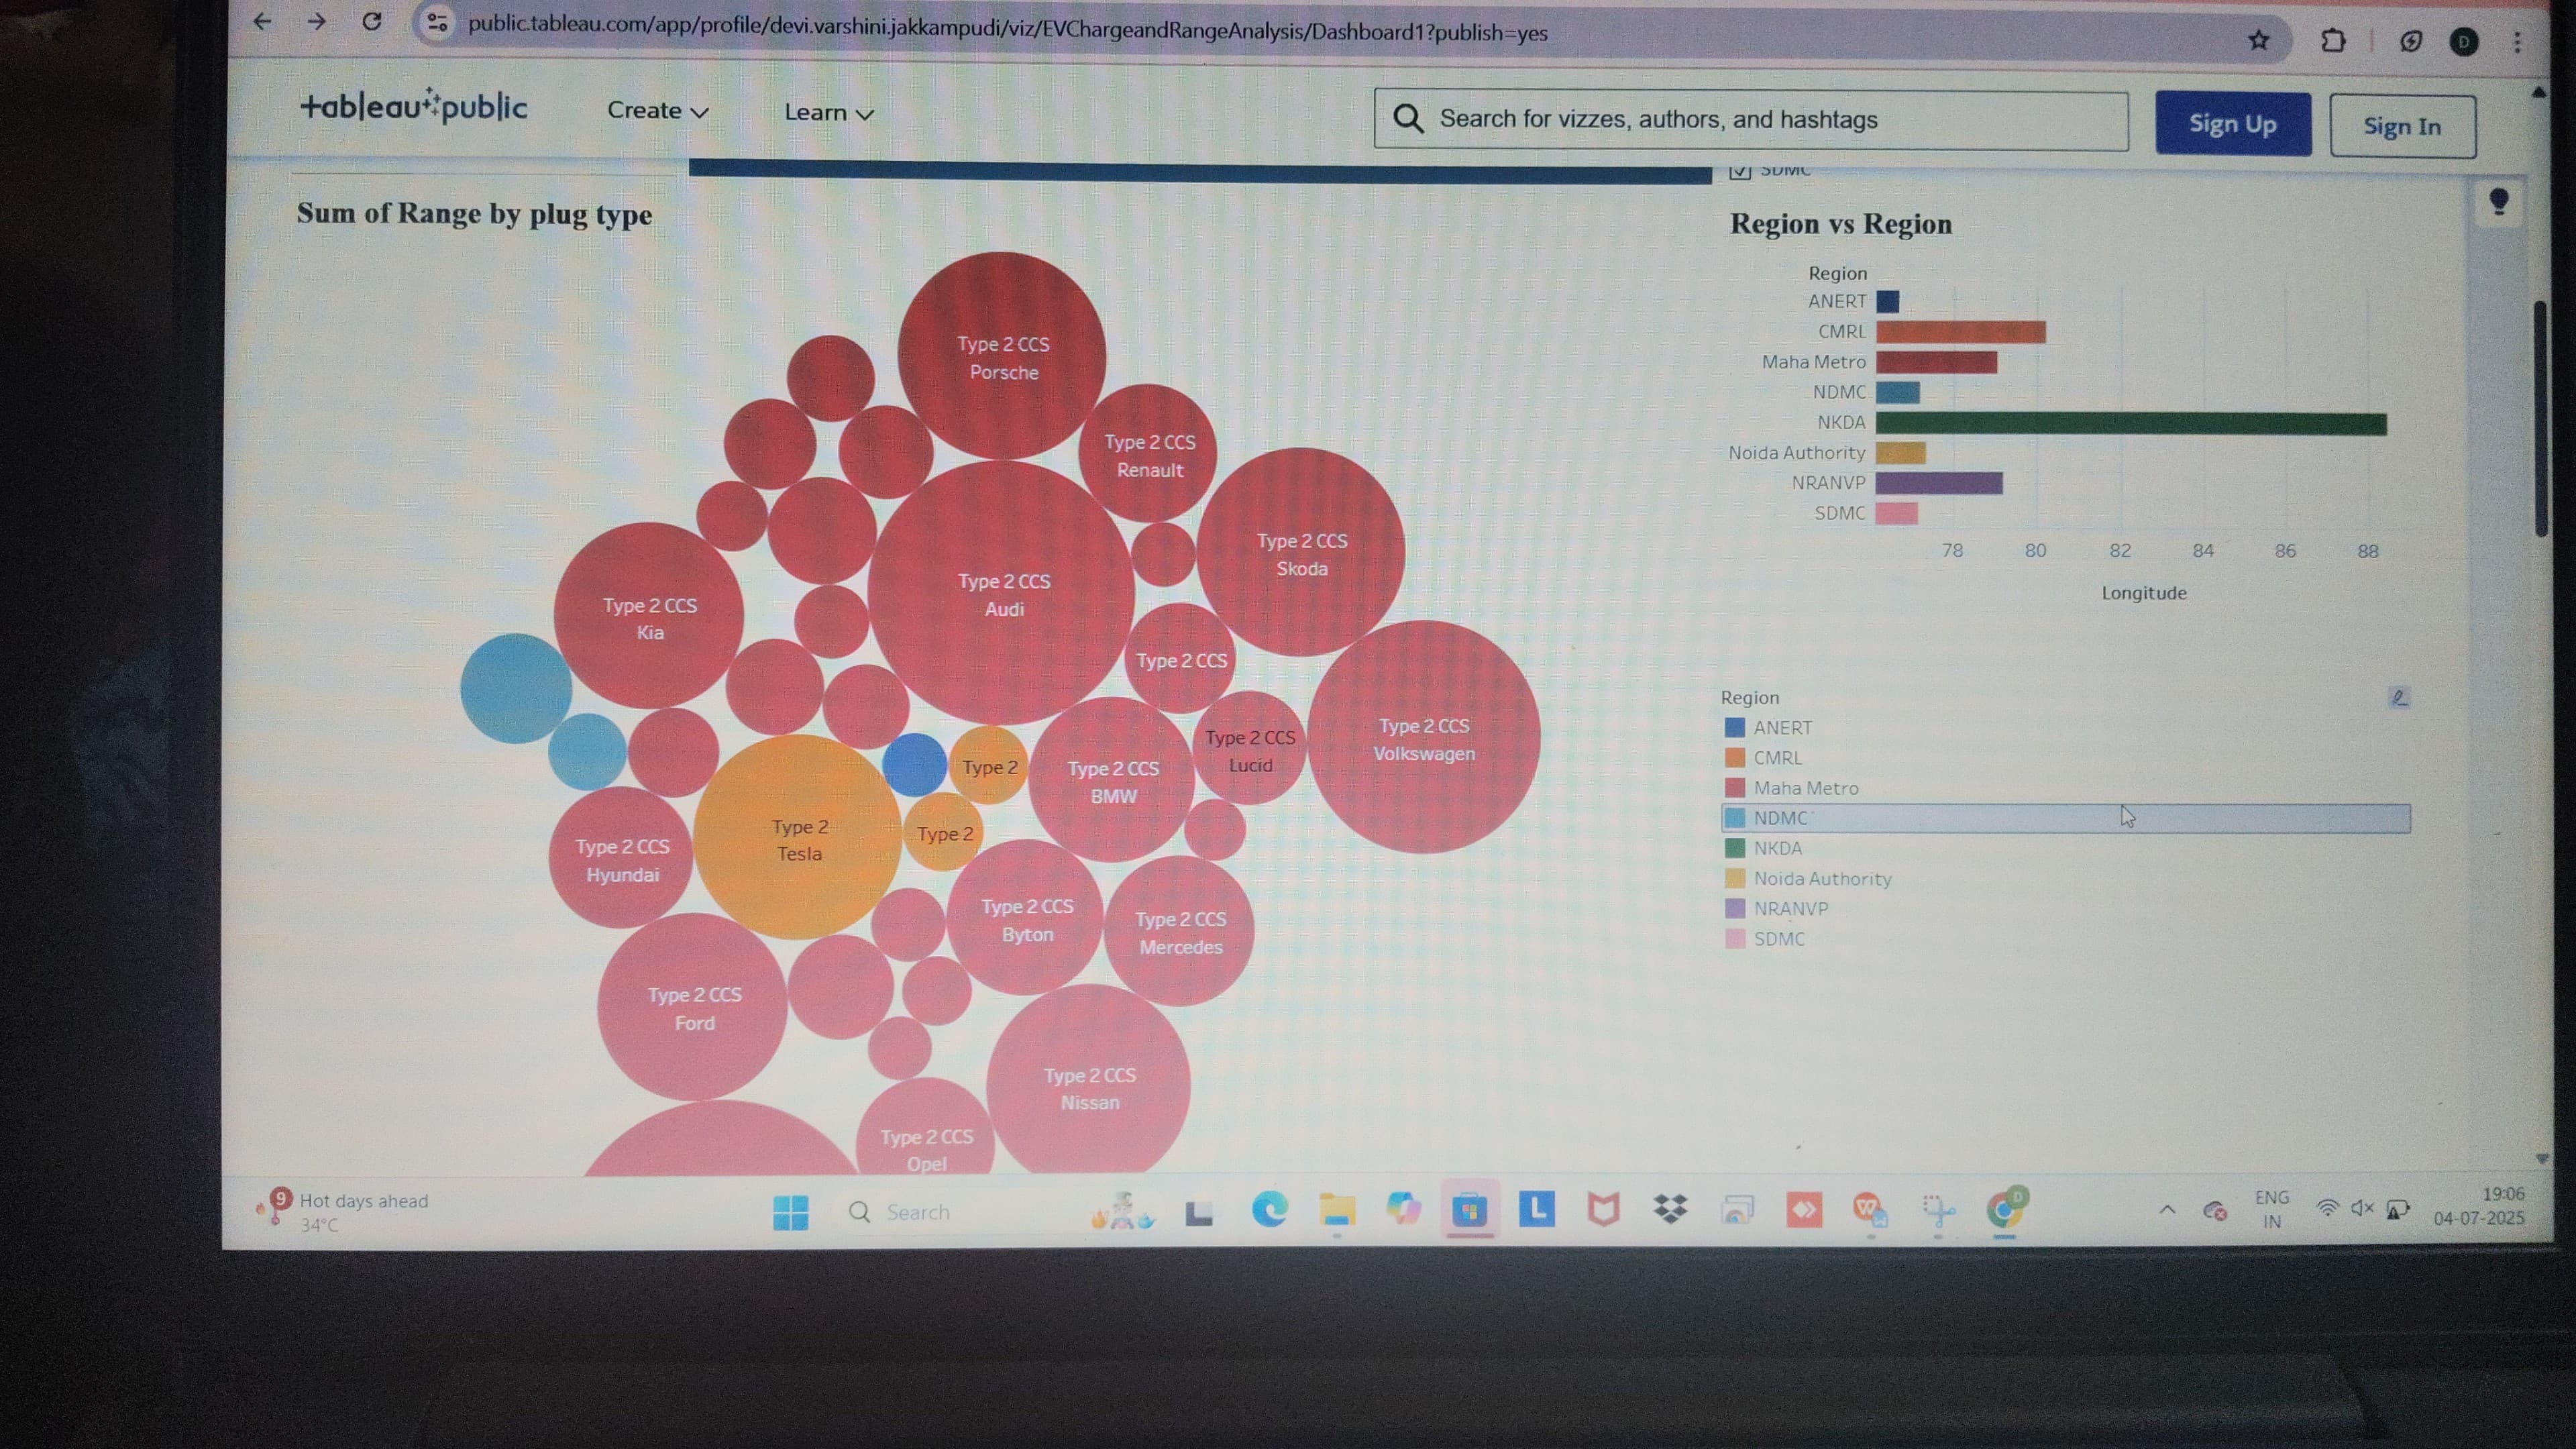 public.tableau.com/app/profile/devi.varshini.jakkampudi/viz/EVChargeandRangeAnalysis/Dashboard1?publish=yes
D
tableau public
Create
Learn
Search for vizzes, authors, and hashtags
Sign Up
Sign In
SDMC
Sum of Range by plug type
Type 2 CCS
Porsche
Type 2 CCS
Renault
Type 2 CCS
Skoda
Type 2 CCS
Audi
Type 2 CCS
Kia
Type 2 CCS
Type 2 CCS
Lucid
Type 2 CCS
Volkswagen
Type 2
Type 2 CCS
BMW
Type 2
Tesla
Type 2
Type 2 CCS
Hyundai
Type 2 CCS
Byton
Type 2 CCS
Mercedes
Type 2 CCS
Ford
Type 2 CCS
Nissan
Type 2 CCS
Opel
Region vs Region
Region
ANERT
CMRL
Maha Metro
NDMC
NKDA
Noida Authority
NRANVP
SDMC
78 80 82 84 86 88
Longitude
Region
ANERT
CMRL
Maha Metro
NDMC
NKDA
Noida Authority
NRANVP
SDMC
9
Hot days ahead
34°C
Search
L
D
ENG
IN
19:06
04-07-2025